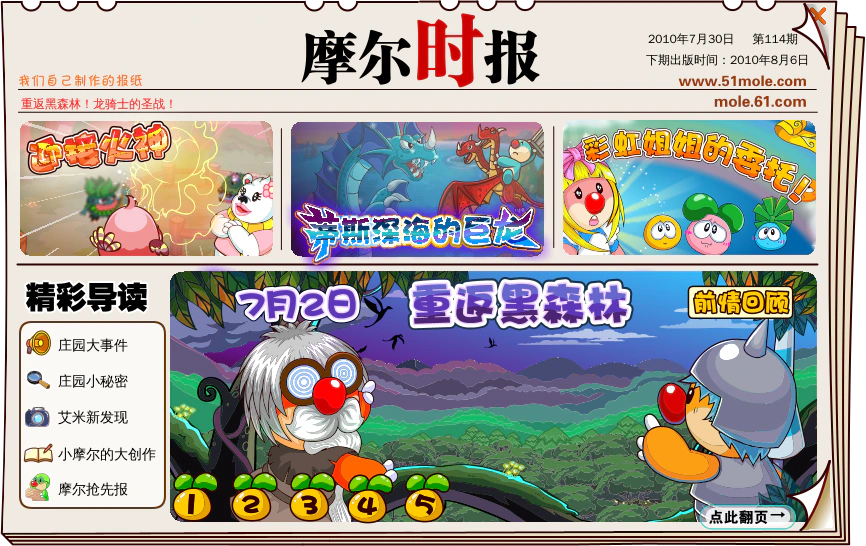 摩尔时报
2010年7月30日 第114期
下期出版时间：2010年8月6日
我们自己制作的报纸
www.51mole.com
重返黑森林！龙骑士的圣战！
mole.61.com
迎接火神
蒂斯深海的巨龙
彩虹姐姐的委托！
精彩导读
庄园大事件
庄园小秘密
艾米新发现
小摩尔的大创作
摩尔抢先报
7月2日 重返黑森林
前情回顾
1 2 3 4 5
点此翻页→